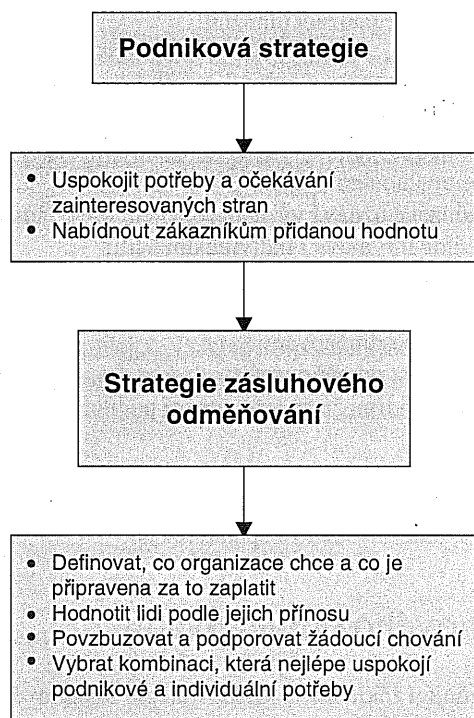 Podniková strategie
• Uspokojit potřeby a očekávání
zainteresovaných stran
• Nabídnout zákazníkům přidanou hodnotu
Strategie zásluhového
odměňování
• Definovat, co organizace chce a co je
připravena za to zaplatit
• Hodnotit lidi podle jejich přínosu
• Povzbuzovat a podporovat žádoucí chování
• Vybrat kombinaci, která nejlépe uspokojí
podnikové a individuální potřeby